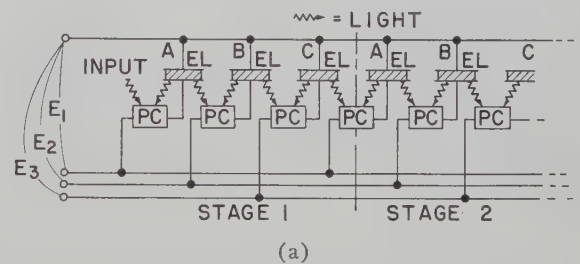 = LIGHT
A EL B EL C EL A EL B EL C
INPUT
PC PC PC PC PC PC
E1
E2
E3
STAGE 1 STAGE 2
(a)